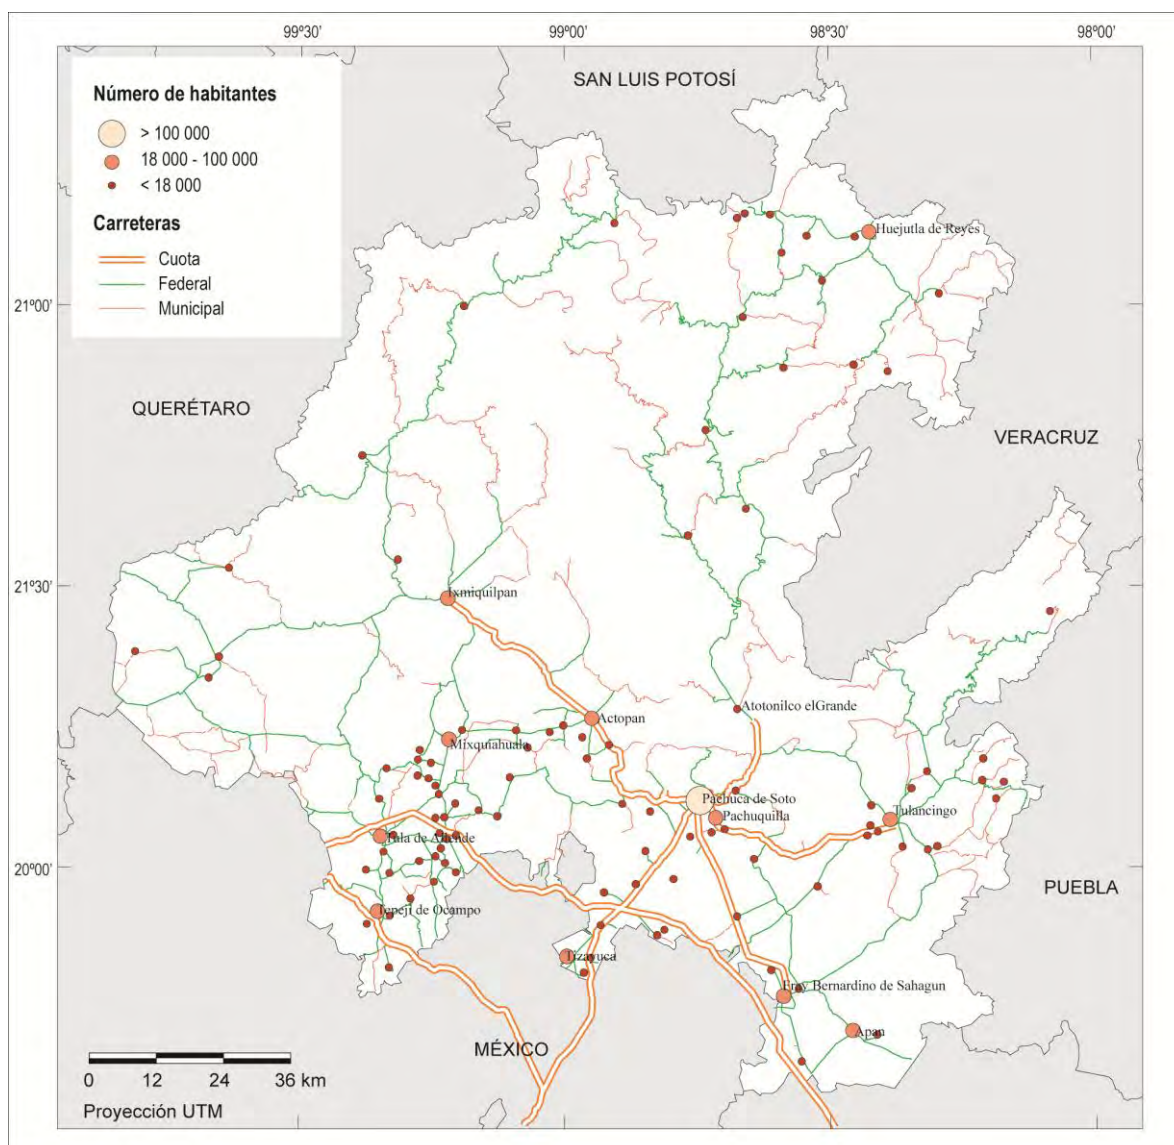 99º30’
99º00’
98º30’
98º00’
SAN LUIS POTOSÍ
Número de habitantes
> 100 000
18 000 - 100 000
< 18 000
Carreteras
Cuota
Federal
Municipal
Huejutla de Reyes
21º00’
QUERÉTARO
VERACRUZ
21º30’
Ixmiquilpan
Atotonilco elGrande
Actopan
Mixquiahuala
Pachuca de Soto
Pachuquilla
Tulancingo
Tula de Allende
20º00’
PUEBLA
Tepeji de Ocampo
Tizayuca
Fray Bernardino de Sahagun
Apan
MÉXICO
0 12 24 36 km
Proyección UTM